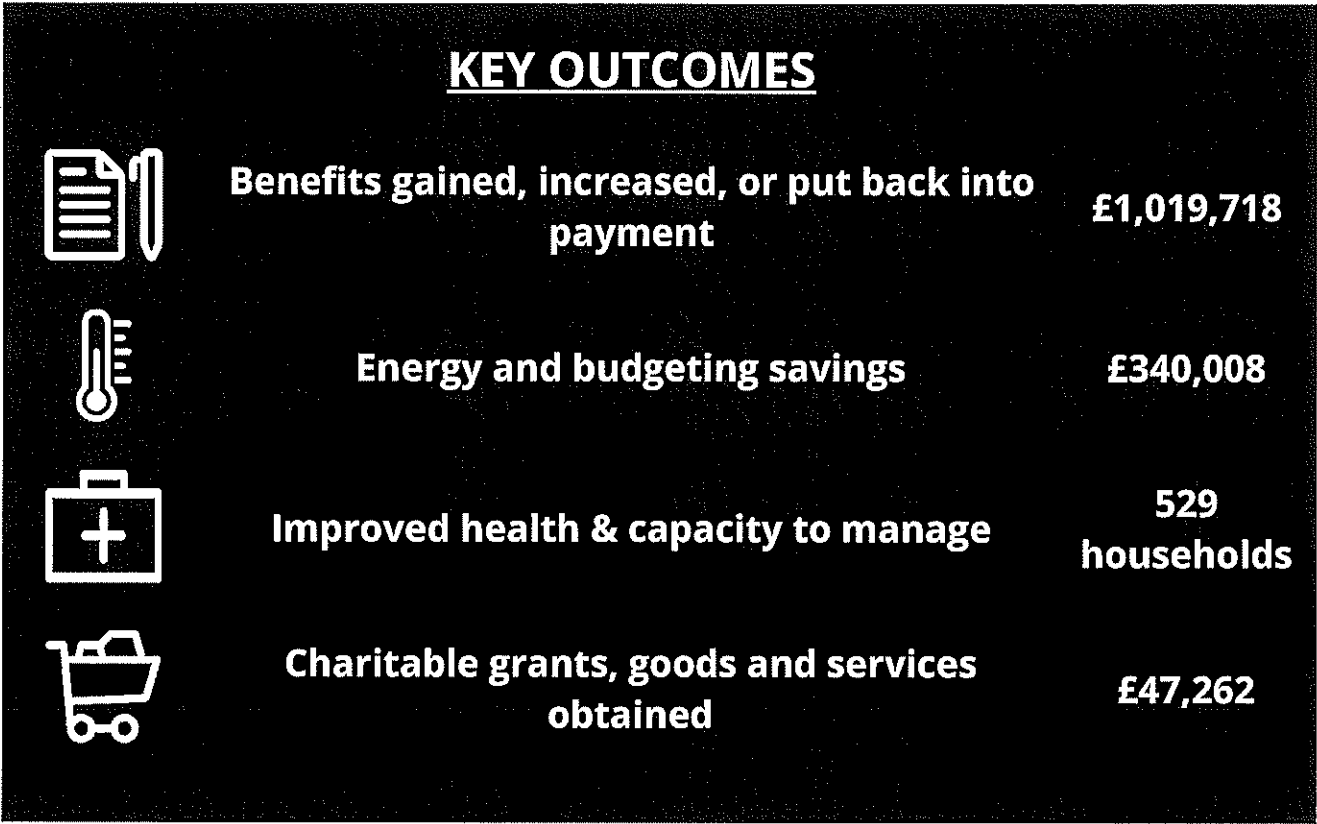 KEY OUTCOMES
Benefits gained, increased, or put back into
payment
£1,019,718
Energy and budgeting savings
£340,008
Improved health & capacity to manage
529
households
Charitable grants, goods and services
obtained
£47,262